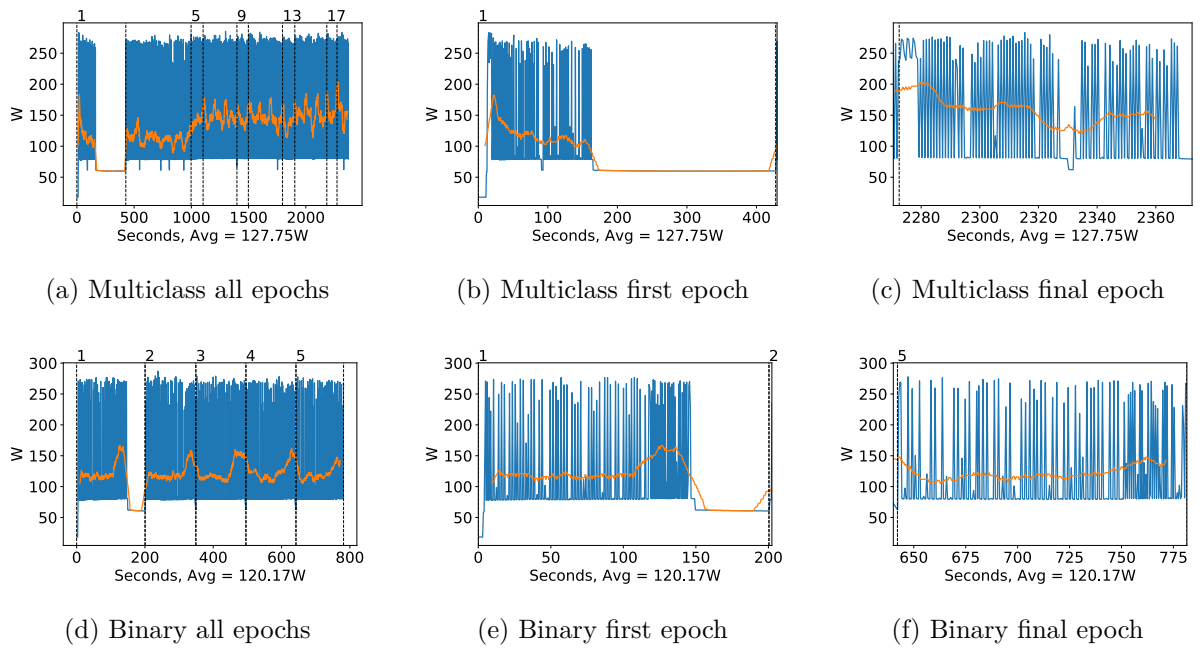 1 5 9 13 17
250
200
150
100
50
W
0 500 1000 1500 2000
Seconds, Avg = 127.75W
(a) Multiclass all epochs
1
250
200
150
100
50
W
0 100 200 300 400
Seconds, Avg = 127.75W
(b) Multiclass first epoch
250
200
150
100
50
W
2280 2300 2320 2340 2360
Seconds, Avg = 127.75W
(c) Multiclass final epoch
1 2 3 4 5
300
250
200
150
100
50
W
0 200 400 600 800
Seconds, Avg = 120.17W
(d) Binary all epochs
1 2
300
250
200
150
100
50
W
0 50 100 150 200
Seconds, Avg = 120.17W
(e) Binary first epoch
5
300
250
200
150
100
50
W
650 675 700 725 750 775
Seconds, Avg = 120.17W
(f) Binary final epoch